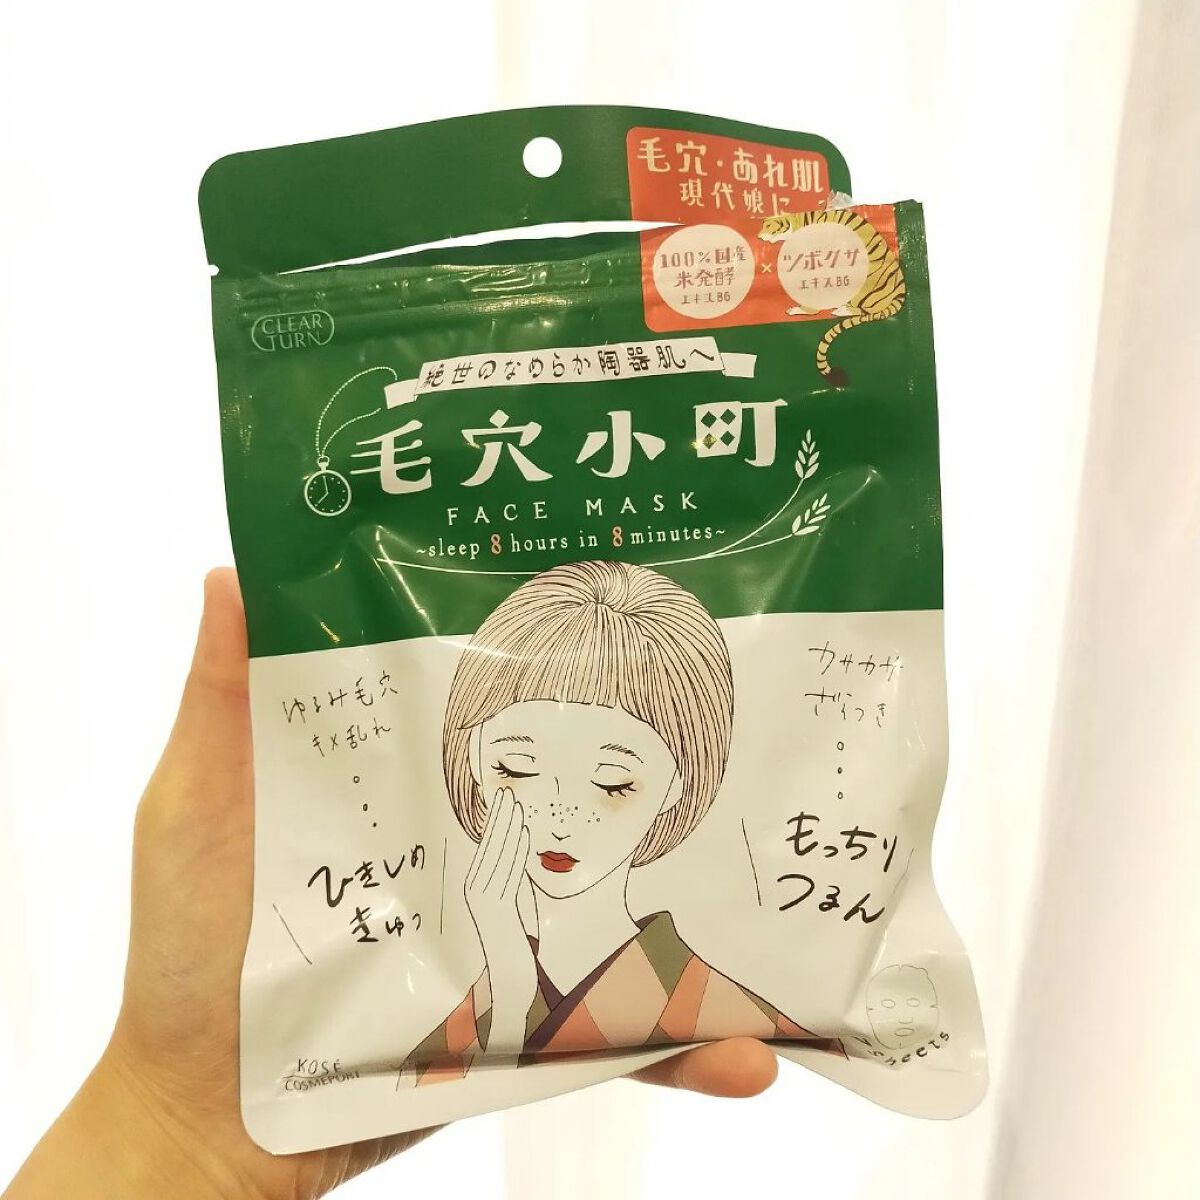 毛穴・あれ肌
現代娘に
100%国産
米発酵
エキスBG
×
ツボクサ
エキスBG
CLEAR
TURN
絶世のなめらか陶器肌へ
毛穴小町
FACE MASK
~sleep 8 hours in 8 minutes~
ゆるみ毛穴
キメ乱れ
ひきしめ
きゅっ
カサカサ
ざらつき
もっちり
つるん
KOSÉ
COSMEPORT
sheets